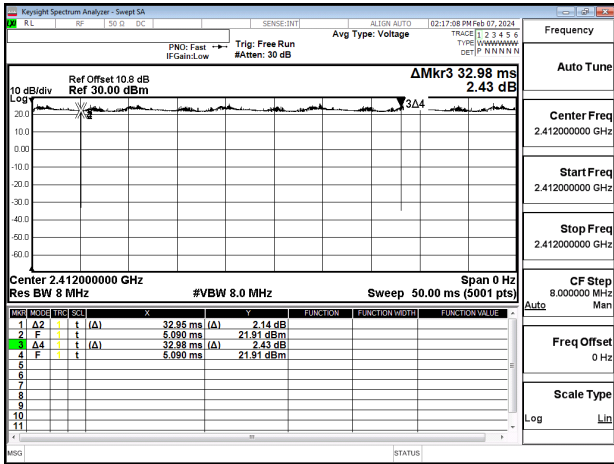 Keysight Spectrum Analyzer - Swept SA
RL RF 50 Ω DC SENSE:INT ALIGN AUTO 02:17:08 PM Feb 07, 2024
Avg Type: Voltage TRACE 1 2 3 4 5 6
PNO: Fast Trig: Free Run TYPE WWWWWW
IFGain:Low #Atten: 30 dB DET P N N N N N
Frequency
Auto Tune
Center Freq
2.412000000 GHz
Start Freq
2.412000000 GHz
Stop Freq
2.412000000 GHz
CF Step
8.000000 MHz
Auto Man
Freq Offset
0 Hz
Scale Type
Log Lin
ΔMkr3 32.98 ms
2.43 dB
Ref Offset 10.8 dB
10 dB/div Ref 30.00 dBm
Log
3Δ4
20.0
10.0
0.00
-10.0
-20.0
-30.0
-40.0
-50.0
-60.0
Center 2.412000000 GHz Span 0 Hz
Res BW 8 MHz #VBW 8.0 MHz Sweep 50.00 ms (5001 pts)
MKR MODE TRC SCL X Y FUNCTION FUNCTION WIDTH FUNCTION VALUE
1 Δ2 1 t (Δ) 32.95 ms (Δ) 2.14 dB
2 F 1 t 5.090 ms 21.91 dBm
3 Δ4 1 t (Δ) 32.98 ms (Δ) 2.43 dB
4 F 1 t 5.090 ms 21.91 dBm
5
6
7
8
9
10
11
MSG STATUS